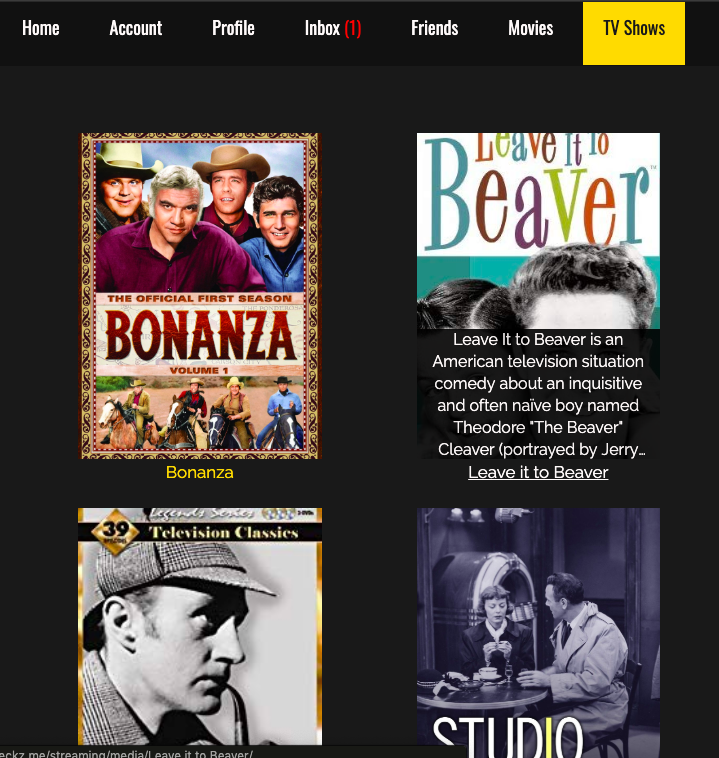 Home Account Profile Inbox (1) Friends Movies TV Shows
THE OFFICIAL FIRST SEASON
BONANZA
VOLUME 1
Bonanza
Leave It to
Beaver
Leave It to Beaver is an
American television situation
comedy about an inquisitive
and often naïve boy named
Theodore "The Beaver"
Cleaver (portrayed by Jerry...
Leave it to Beaver
Legends Series
39
Television Classics
STUDIO
eckz.me/streaming/media/Leave it to Beaver/